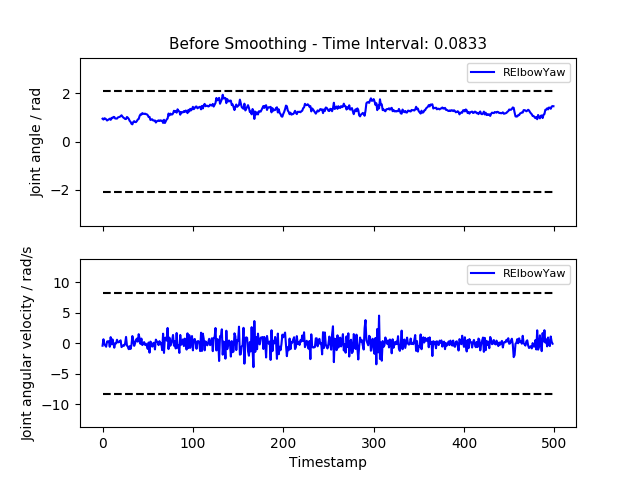 Before Smoothing - Time Interval: 0.0833
RElbowYaw
Joint angle / rad
2
0
−2
RElbowYaw
Joint angular velocity / rad/s
10
5
0
−5
−10
0 100 200 300 400 500
Timestamp